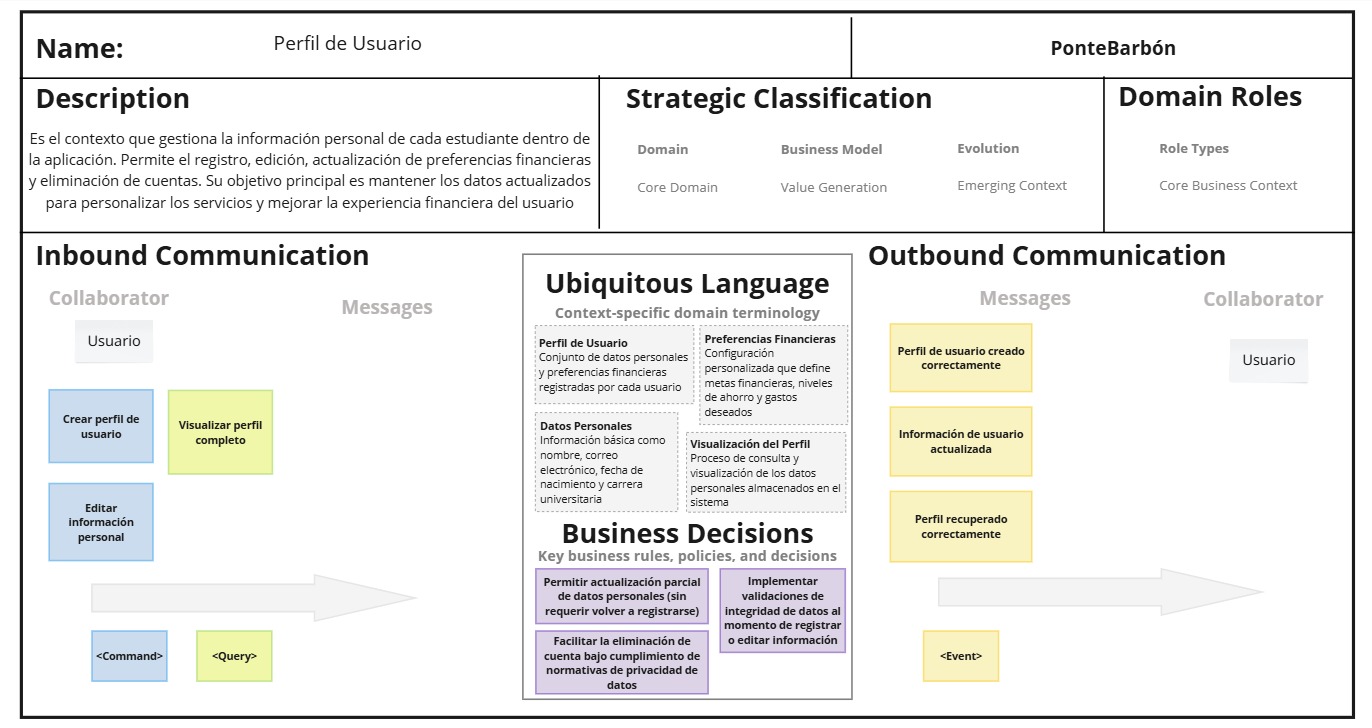 Name:
Perfil de Usuario
PonteBarbón
Description
Es el contexto que gestiona la información personal de cada estudiante dentro de
la aplicación. Permite el registro, edición, actualización de preferencias financieras
y eliminación de cuentas. Su objetivo principal es mantener los datos actualizados
para personalizar los servicios y mejorar la experiencia financiera del usuario
Strategic Classification
Domain
Core Domain
Business Model
Value Generation
Evolution
Emerging Context
Domain Roles
Role Types
Core Business Context
Inbound Communication
Collaborator
Messages
Usuario
Crear perfil de
usuario
Visualizar perfil
completo
Editar
información
personal
<Command>
<Query>
Ubiquitous Language
Context-specific domain terminology
Perfil de Usuario
Conjunto de datos personales
y preferencias financieras
registradas por cada usuario
Preferencias Financieras
Configuración
personalizada que define
metas financieras, niveles
de ahorro y gastos
deseados
Datos Personales
Información básica como
nombre, correo
electrónico, fecha de
nacimiento y carrera
universitaria
Visualización del Perfil
Proceso de consulta y
visualización de los datos
personales almacenados en el
sistema
Business Decisions
Key business rules, policies, and decisions
Permitir actualización parcial
de datos personales (sin
requerir volver a registrarse)
Implementar
validaciones de
integridad de datos al
momento de registrar
o editar información
Facilitar la eliminación de
cuenta bajo cumplimiento de
normativas de privacidad de
datos
Outbound Communication
Messages
Collaborator
Perfil de usuario creado
correctamente
Usuario
Información de usuario
actualizada
Perfil recuperado
correctamente
<Event>